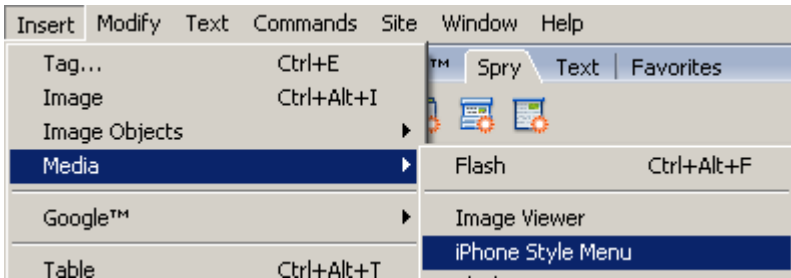 Insert Modify Text Commands Site Window Help
Tag... Ctrl+E
™ Spry Text | Favorites
Image Ctrl+Alt+I
Image Objects
Media
Flash Ctrl+Alt+F
Google™
Image Viewer
iPhone Style Menu
Table Ctrl+Alt+T